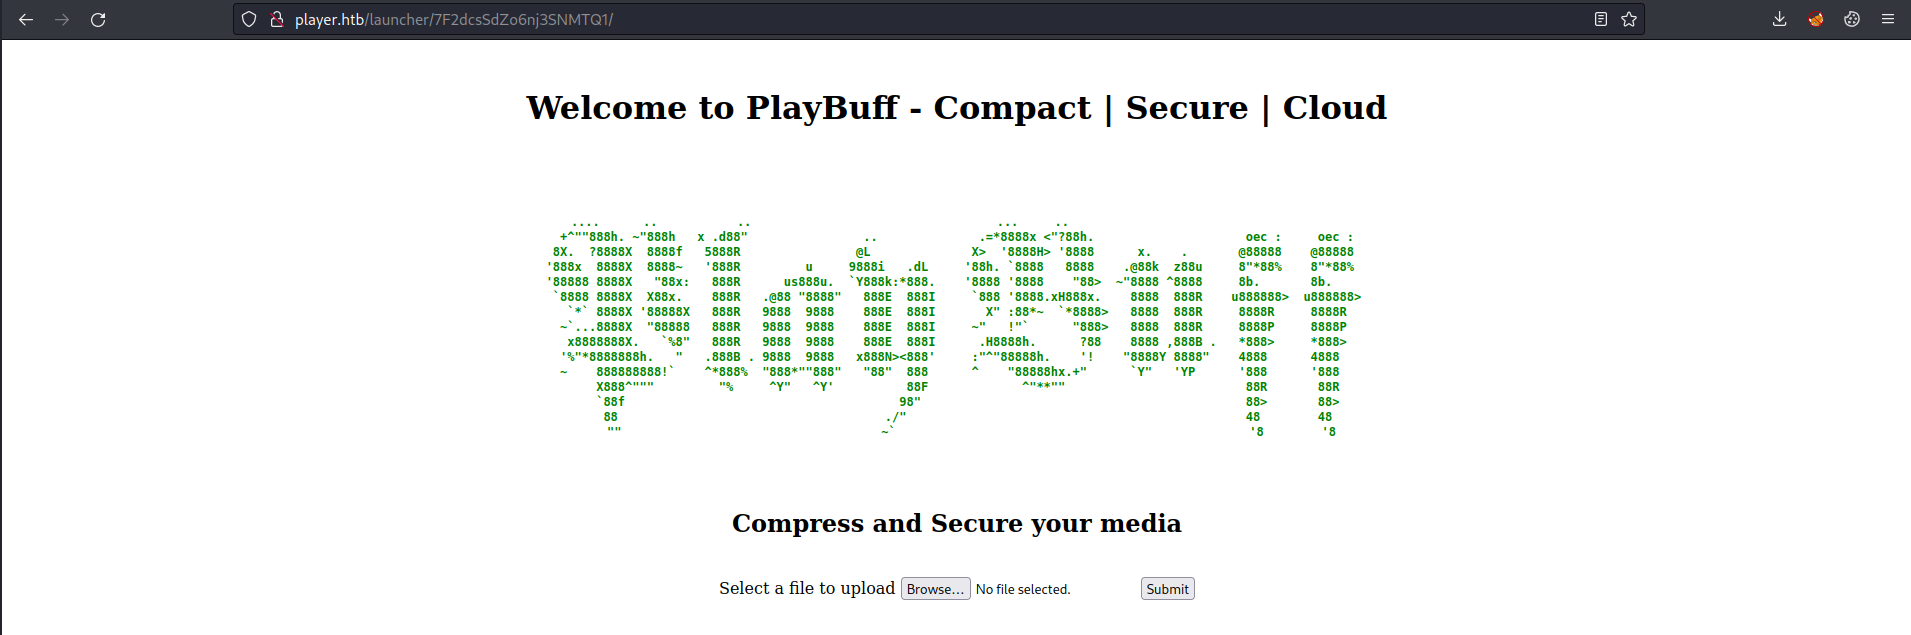 player.htb/launcher/7F2dcsSdZo6nj3SNMTQ1/
Welcome to PlayBuff - Compact | Secure | Cloud
PlayBuff
Compress and Secure your media
Select a file to upload Browse... No file selected. Submit